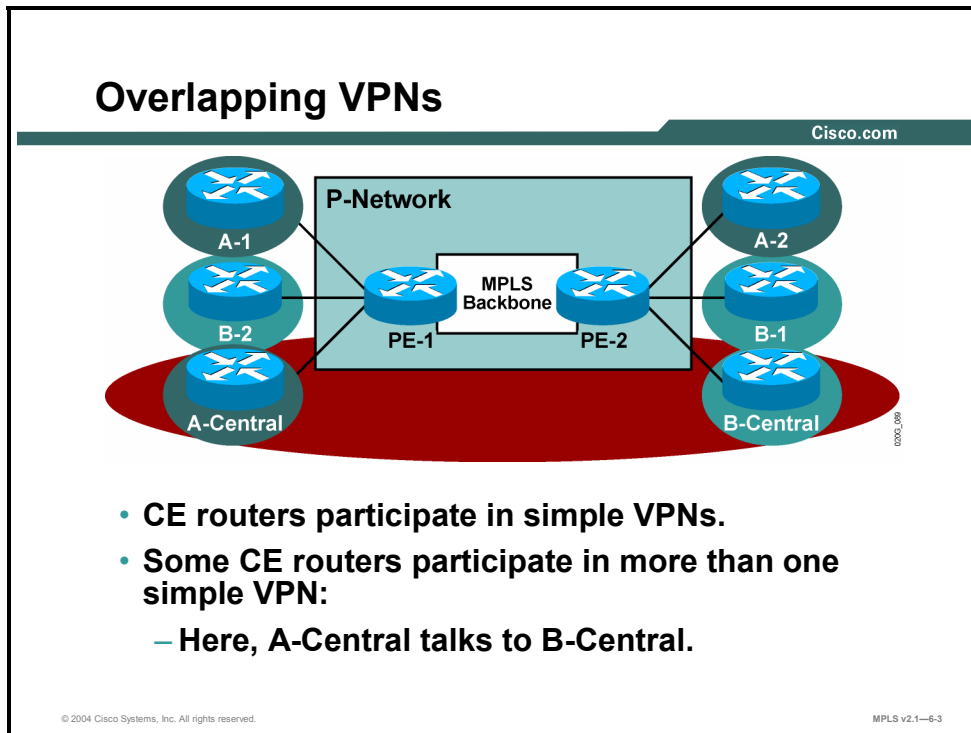 Overlapping VPNs
Cisco.com
P-Network
A-1
A-2
MPLS
Backbone
B-2
PE-1
PE-2
B-1
A-Central
B-Central
020G_089
• CE routers participate in simple VPNs.
• Some CE routers participate in more than one
simple VPN:
– Here, A-Central talks to B-Central.
© 2004 Cisco Systems, Inc. All rights reserved.
MPLS v2.1—6-3